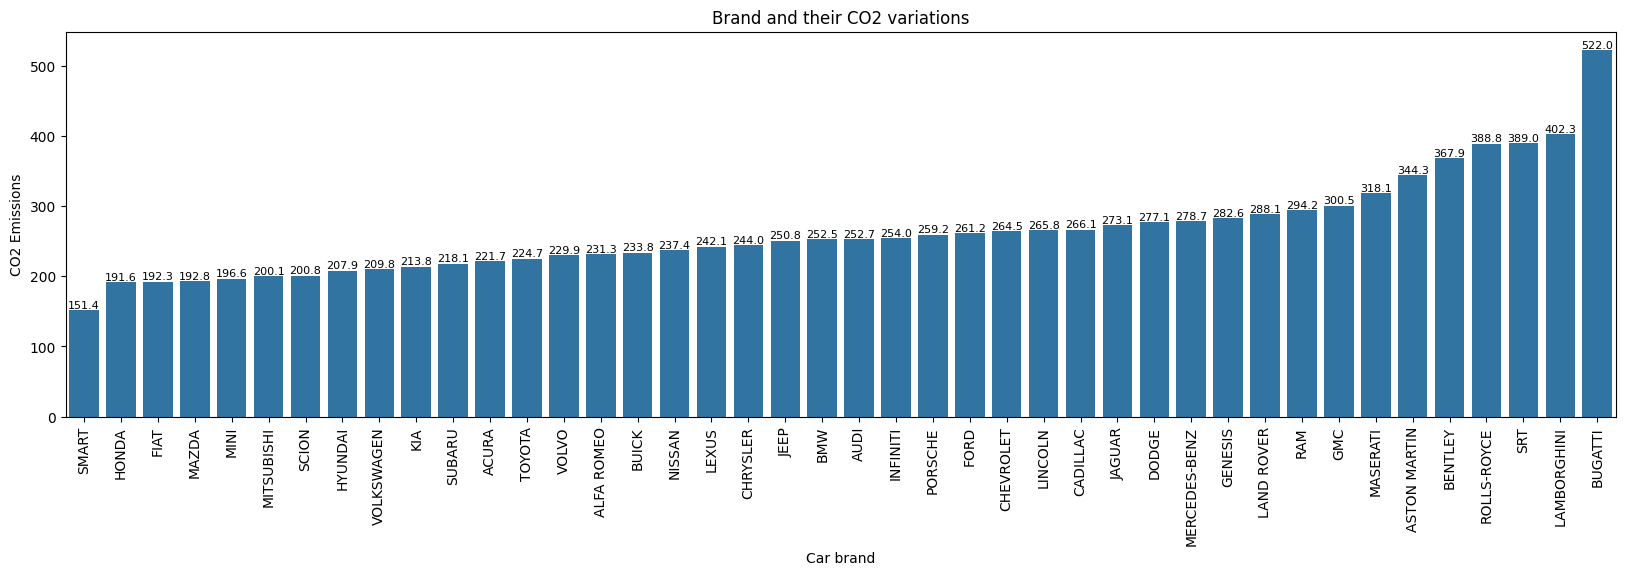 Brand and their CO2 variations
CO2 Emissions
500
400
300
200
100
0
151.4
191.6
192.3
192.8
196.6
200.1
200.8
207.9
209.8
213.8
218.1
221.7
224.7
229.9
231.3
233.8
237.4
242.1
244.0
250.8
252.5
252.7
254.0
259.2
261.2
264.5
265.8
266.1
273.1
277.1
278.7
282.6
288.1
294.2
300.5
318.1
344.3
367.9
388.8
389.0
402.3
522.0
SMART
HONDA
FIAT
MAZDA
MINI
MITSUBISHI
SCION
HYUNDAI
VOLKSWAGEN
KIA
SUBARU
ACURA
TOYOTA
VOLVO
ALFA ROMEO
BUICK
NISSAN
LEXUS
CHRYSLER
JEEP
BMW
AUDI
INFINITI
PORSCHE
FORD
CHEVROLET
LINCOLN
CADILLAC
JAGUAR
DODGE
MERCEDES-BENZ
GENESIS
LAND ROVER
RAM
GMC
MASERATI
ASTON MARTIN
BENTLEY
ROLLS-ROYCE
SRT
LAMBORGHINI
BUGATTI
Car brand